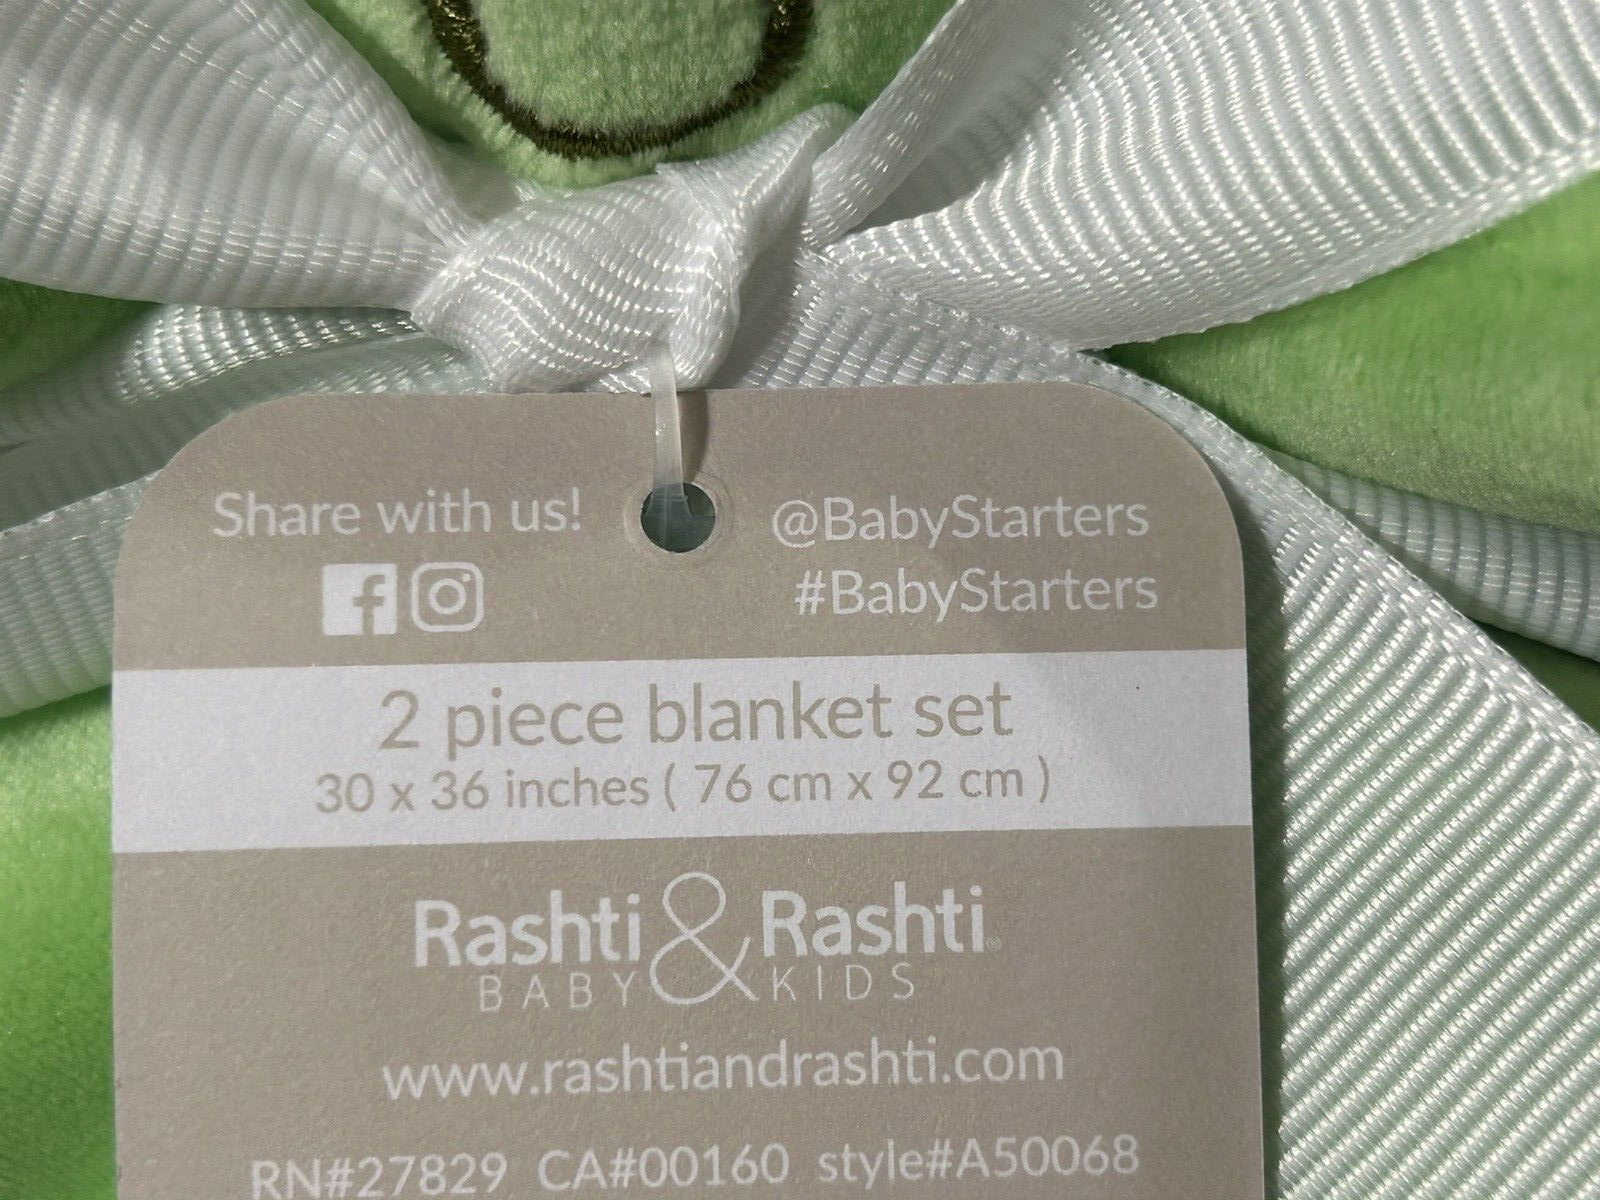 Share with us!
@BabyStarters
#BabyStarters
2 piece blanket set
30 x 36 inches ( 76 cm x 92 cm )
Rashti & Rashti
BABY KIDS
www.rashtiandrashti.com
RN#27829 CA#00160 style#A50068